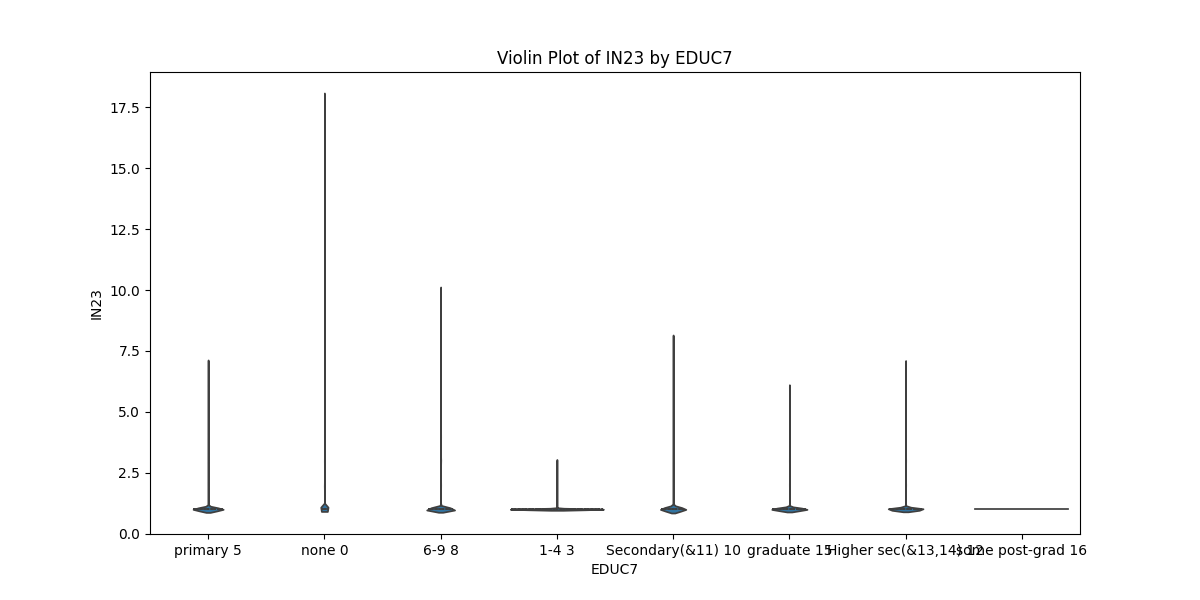 Violin Plot of IN23 by EDUC7
17.5
15.0
12.5
10.0
7.5
5.0
2.5
0.0
IN23
primary 5
none 0
6-9 8
1-4 3
Secondary(&11) 10
graduate 15
Higher sec(&13,14) 12
some post-grad 16
EDUC7